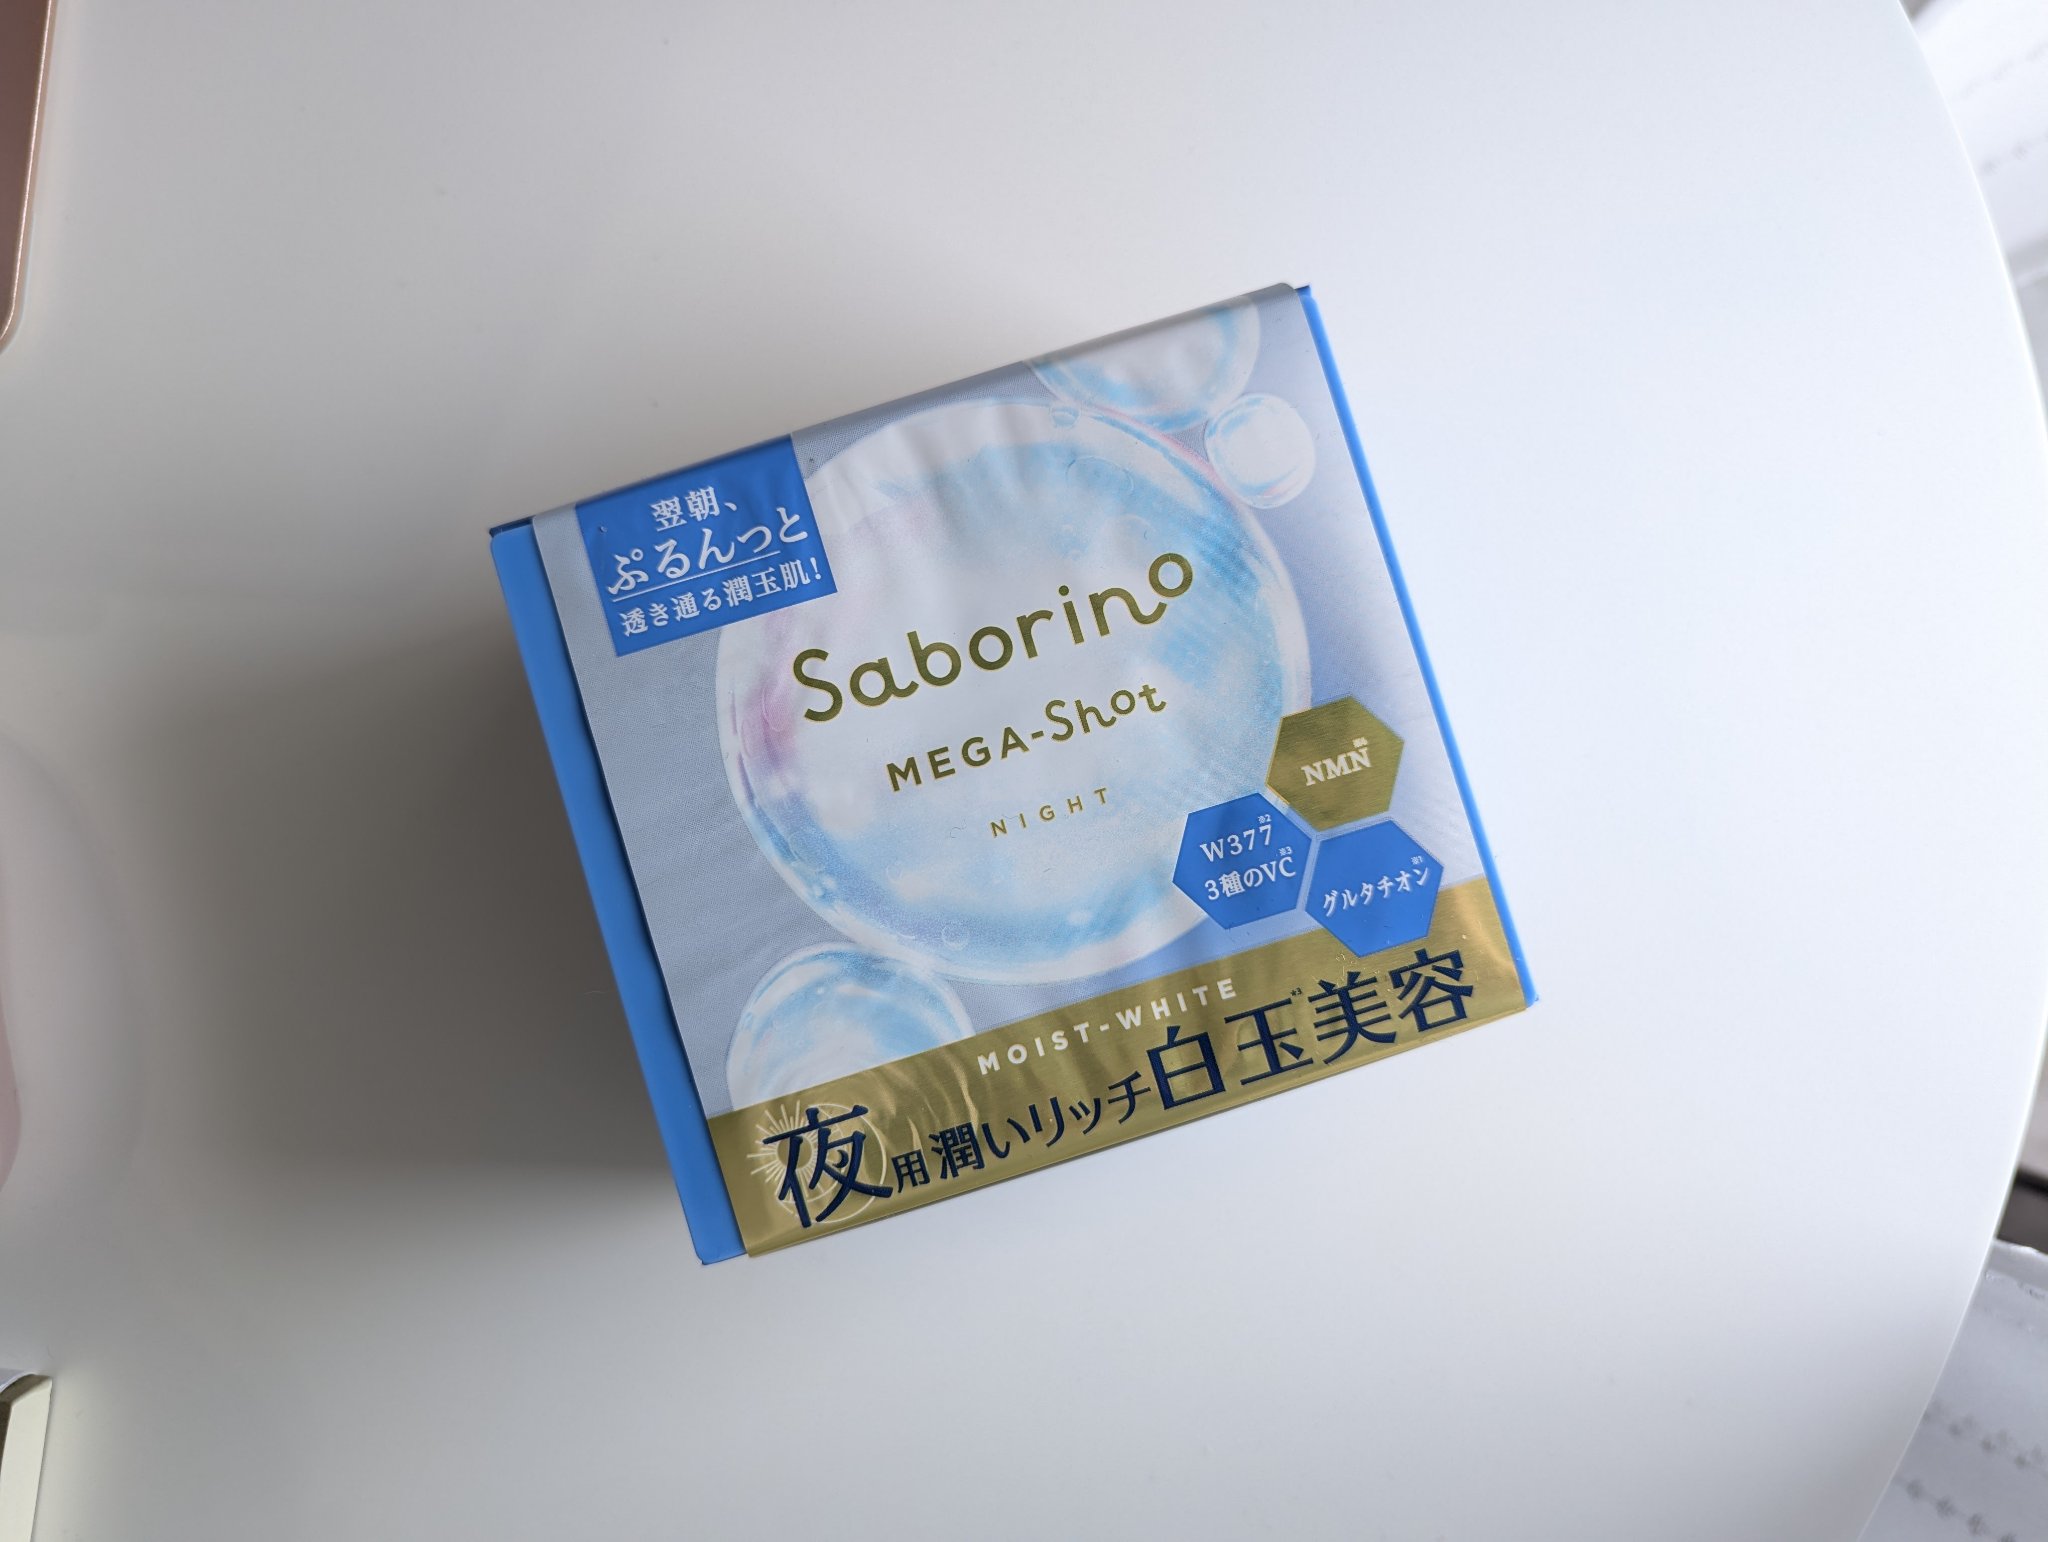 翌朝、
ぷるんっと
透き通る潤玉肌!
Saborino
MEGA-Shot
NIGHT
NMN
W377※2
3種のVC※3
グルタチオン
MOIST-WHITE
夜用潤いリッチ白玉美容